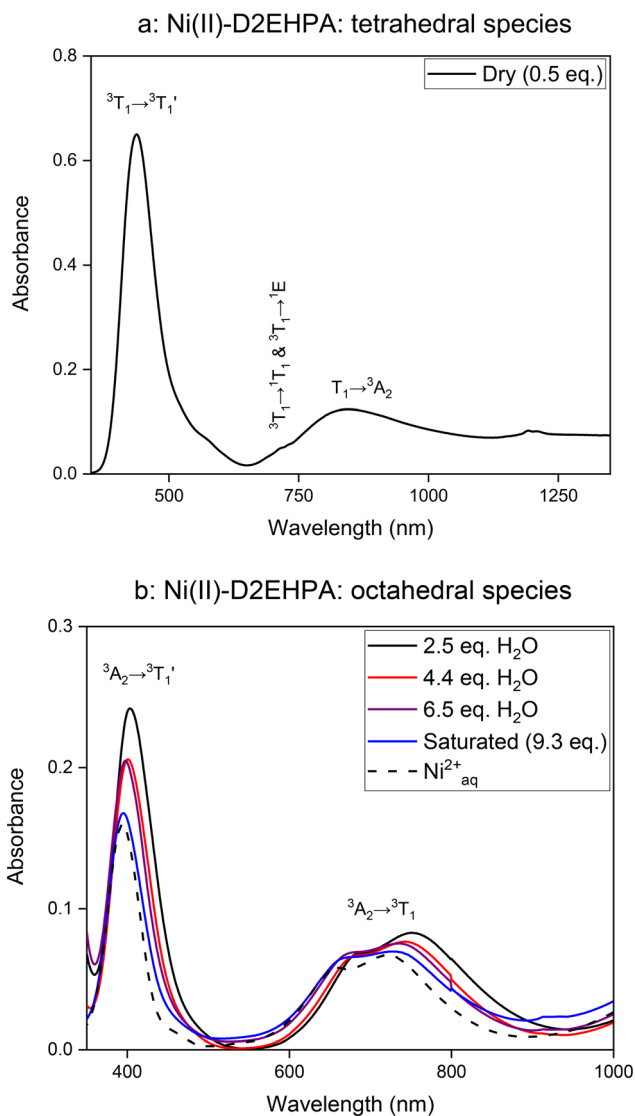 a: Ni(II)-D2EHPA: tetrahedral species
0.8
Dry (0.5 eq.)
³T₁→³T₁'
0.6
Absorbance
0.4
³T₁→¹T₁ & ³T₁→¹E
0.2
T₁→³A₂
0.0
500 750 1000 1250
Wavelength (nm)
b: Ni(II)-D2EHPA: octahedral species
0.3
2.5 eq. H₂O
4.4 eq. H₂O
6.5 eq. H₂O
Saturated (9.3 eq.)
Ni²⁺aq
³A₂→³T₁'
0.2
Absorbance
0.1
³A₂→³T₁
0.0
400 600 800 1000
Wavelength (nm)